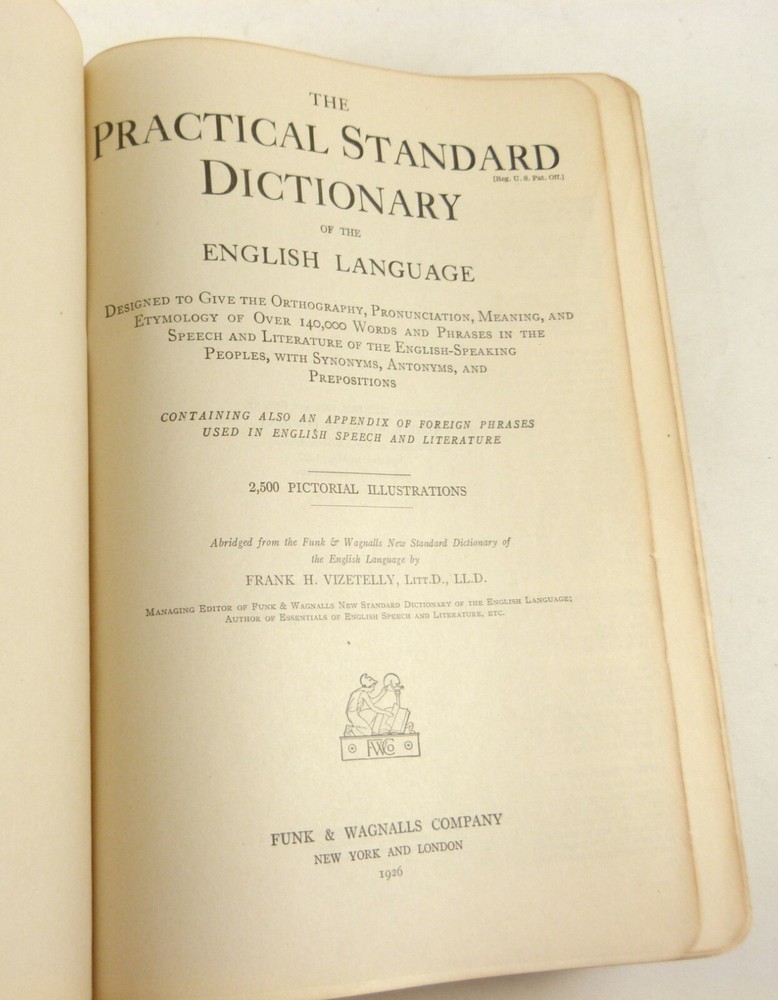 THE
PRACTICAL STANDARD
[Reg. U. S. Pat. Off.]
DICTIONARY
OF THE
ENGLISH LANGUAGE
DESIGNED TO GIVE THE ORTHOGRAPHY, PRONUNCIATION, MEANING, AND
ETYMOLOGY OF OVER 140,000 WORDS AND PHRASES IN THE
SPEECH AND LITERATURE OF THE ENGLISH-SPEAKING
PEOPLES, WITH SYNONYMS, ANTONYMS, AND
PREPOSITIONS
CONTAINING ALSO AN APPENDIX OF FOREIGN PHRASES
USED IN ENGLISH SPEECH AND LITERATURE
2,500 PICTORIAL ILLUSTRATIONS
Abridged from the Funk & Wagnalls New Standard Dictionary of
the English Language by
FRANK H. VIZETELLY, LITT.D., LL.D.
MANAGING EDITOR OF FUNK & WAGNALLS NEW STANDARD DICTIONARY OF THE ENGLISH LANGUAGE;
AUTHOR OF ESSENTIALS OF ENGLISH SPEECH AND LITERATURE, ETC.
FWCo
FUNK & WAGNALLS COMPANY
NEW YORK AND LONDON
1926